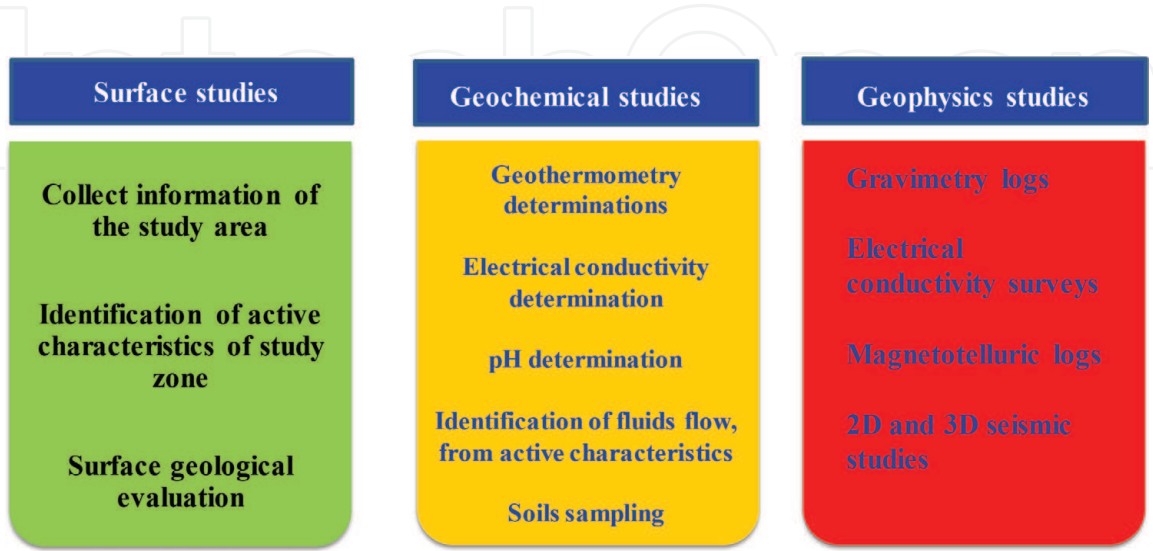 Surface studies
Collect information of
the study area
Identification of active
characteristics of study
zone
Surface geological
evaluation
Geochemical studies
Geothermometry
determinations
Electrical conductivity
determination
pH determination
Identification of fluids flow,
from active characteristics
Soils sampling
Geophysics studies
Gravimetry logs
Electrical
conductivity surveys
Magnetotelluric logs
2D and 3D seismic
studies